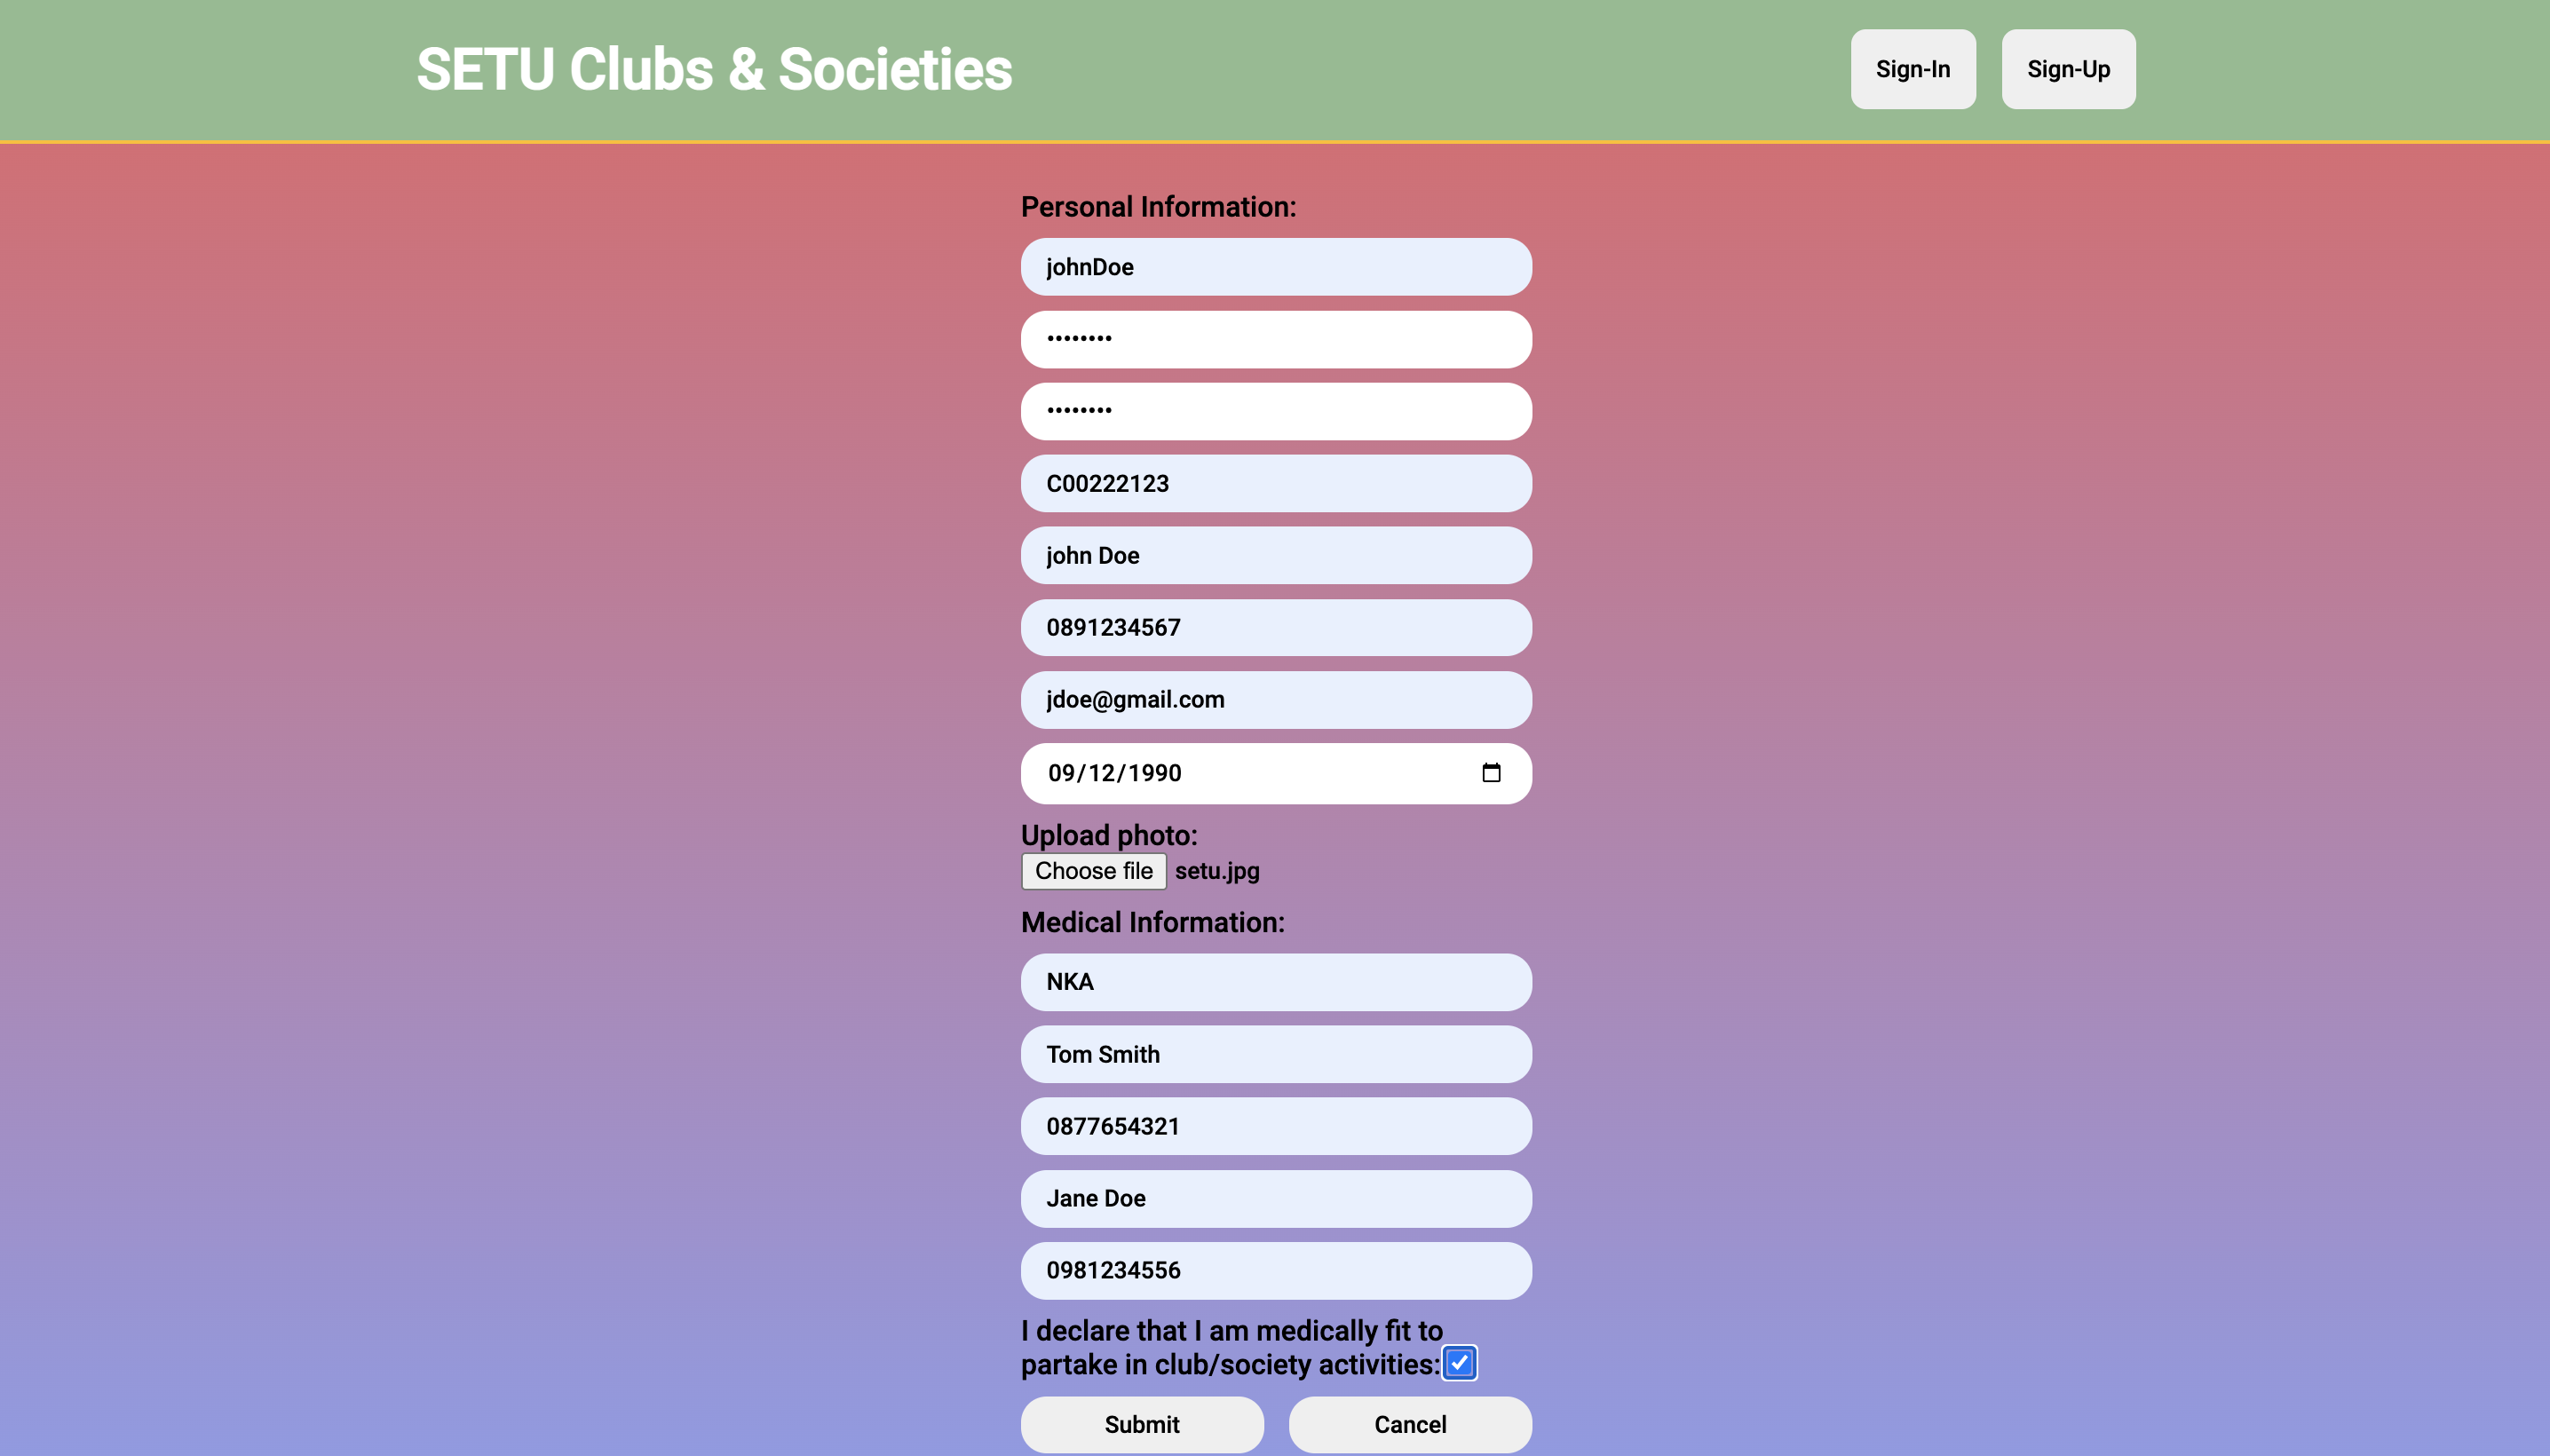 SETU Clubs & Societies
Sign-In
Sign-Up
Personal Information:
johnDoe
••••••••
••••••••
C00222123
john Doe
0891234567
jdoe@gmail.com
09/12/1990
Upload photo:
Choose file setu.jpg
Medical Information:
NKA
Tom Smith
0877654321
Jane Doe
0981234556
I declare that I am medically fit to
partake in club/society activities:
Submit
Cancel